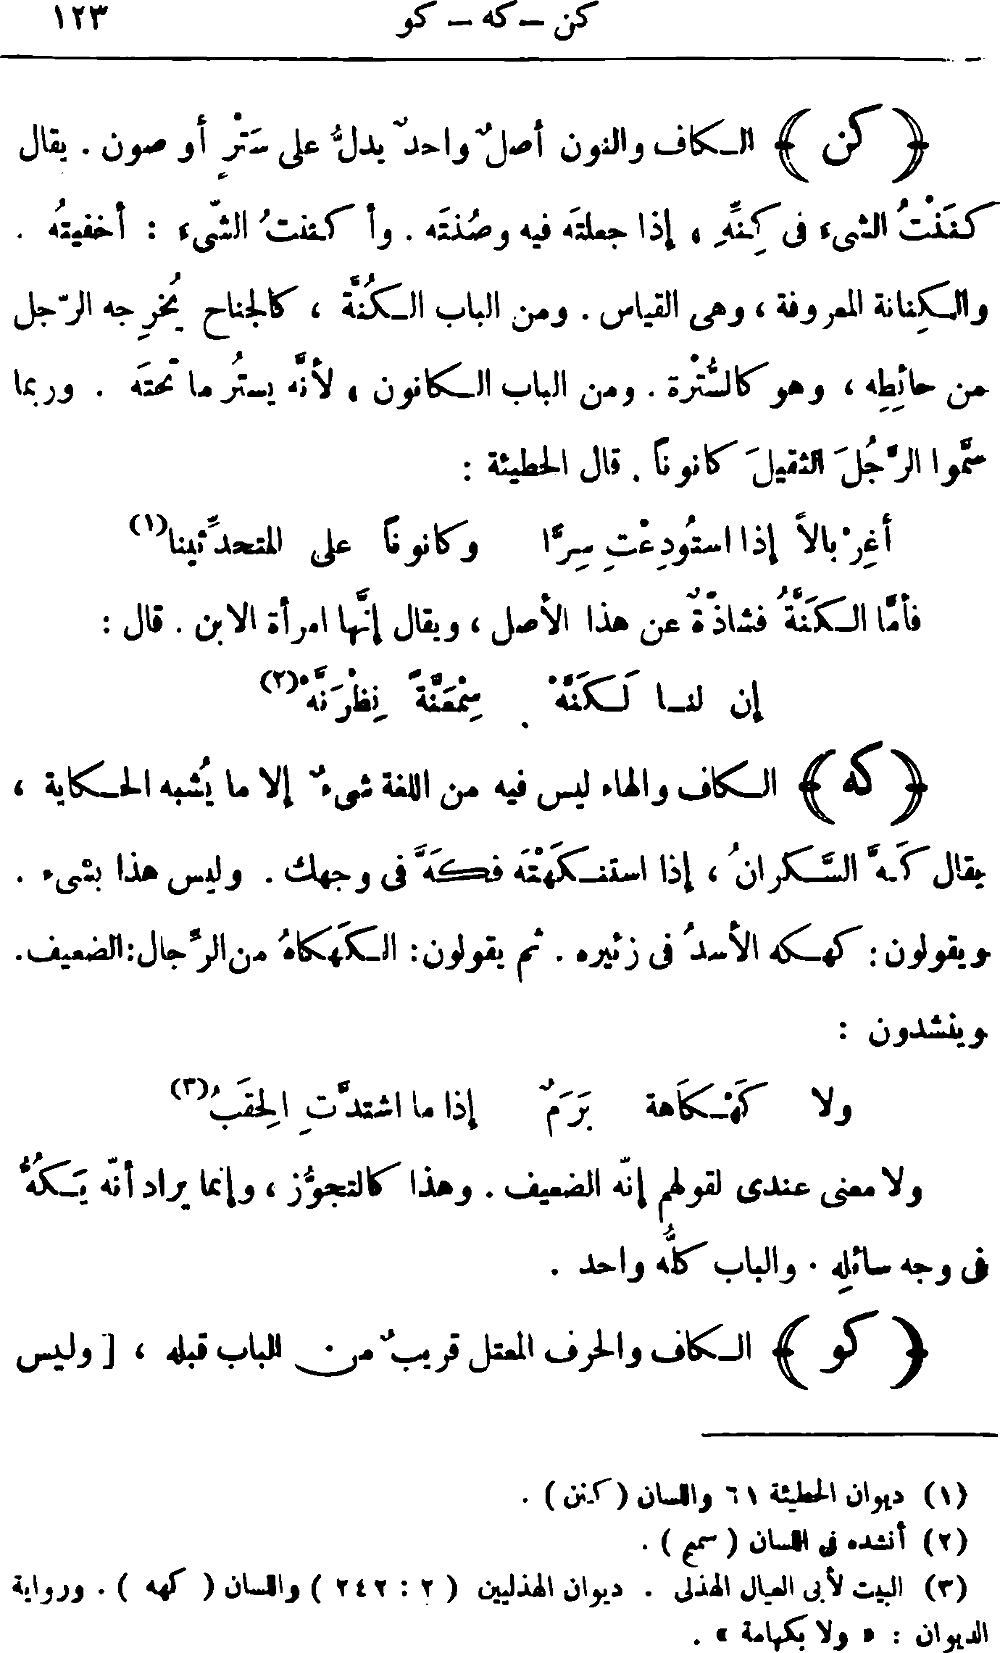 كن – كه – كو ١٢٣
﴿ كن ﴾ الكاف والنون أصلٌ واحدٌ يدلُّ على سَتْرٍ أو صون . يقال
كنَنْتُ الشىء فى كِنِّهِ ، إذا جعلتَه فيه وصُنتَه . وأ كننتُ الشّىء : أخفيتُه .
والكِنانة المعروفة ، وهى القياس . ومن الباب الكُنَّة ، كالجناح يُخرِجه الرّجل
من حائِطِه ، وهو كالسُّتْرة . ومن الباب الكانون ، لأنَّه يستُر ما تحتَه . وربما
سَمَّوا الرَّجُلَ الثقيلَ كانوناً . قال الحطيئة :
أغِرْبالاً إذا استُودِعْتِ سِرًّا وكانوناً على المتحدِّثينا(١)
فأمَّا الكَنَّةُ فشاذّةٌ عن هذا الأصل ، ويقال إنَّها امرأة الابن . قال :
إن لنا لَكَنَّهْ سِمْعَنَّةً نِظْرَنَّهْ(٢)
﴿ كه ﴾ الكاف والهاء ليس فيه من اللغة شىءٌ إلا ما يُشبه الحكاية ،
يقال كَهَّ السَّكرانُ ، إذا استنكَهْتَه فكَهَّ فى وجهك . وليس هذا بشىء .
ويقولون : كهكه الأسدُ فى زئيره . ثم يقولون : الكَهكاهُ من الرِّجال : الضعيف .
وينشدون :
ولا كَهْكَاهة بَرَمٌ إذا ما اشتدَّتِ الحِقَبُ(٣)
ولا معنى عندى لقولهم إنّه الضعيف . وهذا كالتجوُّز ، وإنما يراد أنّه يَكُهُّ
فى وجه سائلِهِ . والباب كلُّه واحد .
﴿ كو ﴾ الكاف والحرف المعتل قريبٌ من الباب قبله ، [ وليس
(١) ديوان الحطيئة ٦١ واللسان ( كنن ) .
(٢) أنشده فى اللسان ( سمع ) .
(٣) البيت لأبى العيال الهذلى . ديوان الهذليين ( ٢ : ٢٤٢ ) واللسان ( كهه ) . ورواية
الديوان : « ولا بكهامة » .